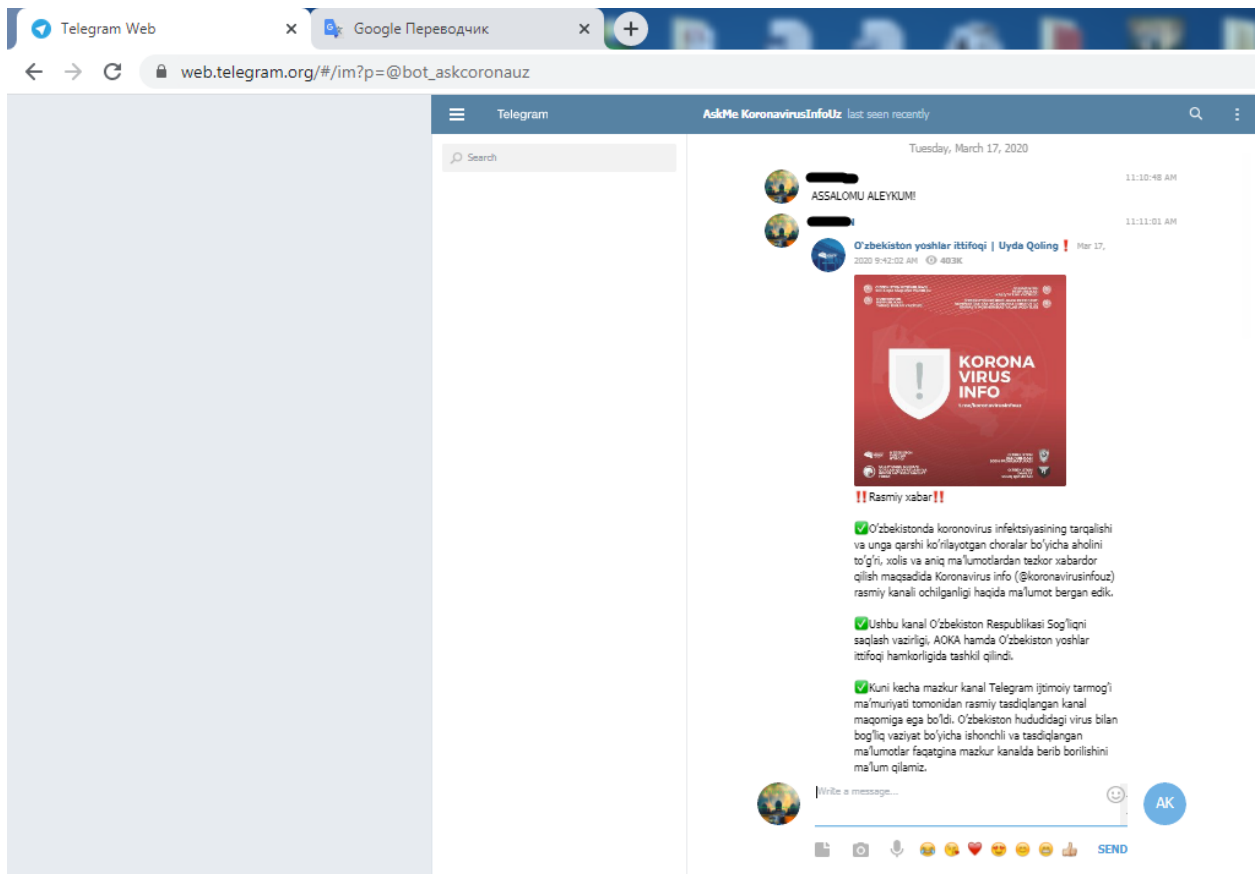 Telegram Web
Google Переводчик
web.telegram.org/#/im?p=@bot_askcoronauz
Telegram
AskMe KoronavirusInfoUz last seen recently
Search
Tuesday, March 17, 2020
11:10:48 AM
ASSALOMU ALEYKUM!
11:11:01 AM
O'zbekiston yoshlar ittifoqi | Uyda Qoling❗ Mar 17,
2020 9:42:02 AM 403K
KORONA
VIRUS
INFO
‼Rasmiy xabar‼
✅O'zbekistonda koronovirus infektsiyasining tarqalishi
va unga qarshi ko'rilayotgan choralar bo'yicha aholini
to'g'ri, xolis va aniq ma'lumotlardan tezkor xabardor
qilish maqsadida Koronavirus info (@koronavirusinfouz)
rasmiy kanali ochilganligi haqida ma'lumot bergan edik.
✅Ushbu kanal O'zbekiston Respublikasi Sog'liqni
saqlash vazirligi, AOKA hamda O'zbekiston yoshlar
ittifoqi hamkorligida tashkil qilindi.
✅Kuni kecha mazkur kanal Telegram ijtimoiy tarmog'i
ma'muriyati tomonidan rasmiy tasdiqlangan kanal
maqomiga ega bo'ldi. O'zbekiston hududidagi virus bilan
bog'liq vaziyat bo'yicha ishonchli va tasdiqlangan
ma'lumotlar faqatgina mazkur kanalda berib borilishini
ma'lum qilamiz.
Write a message...
AK
SEND